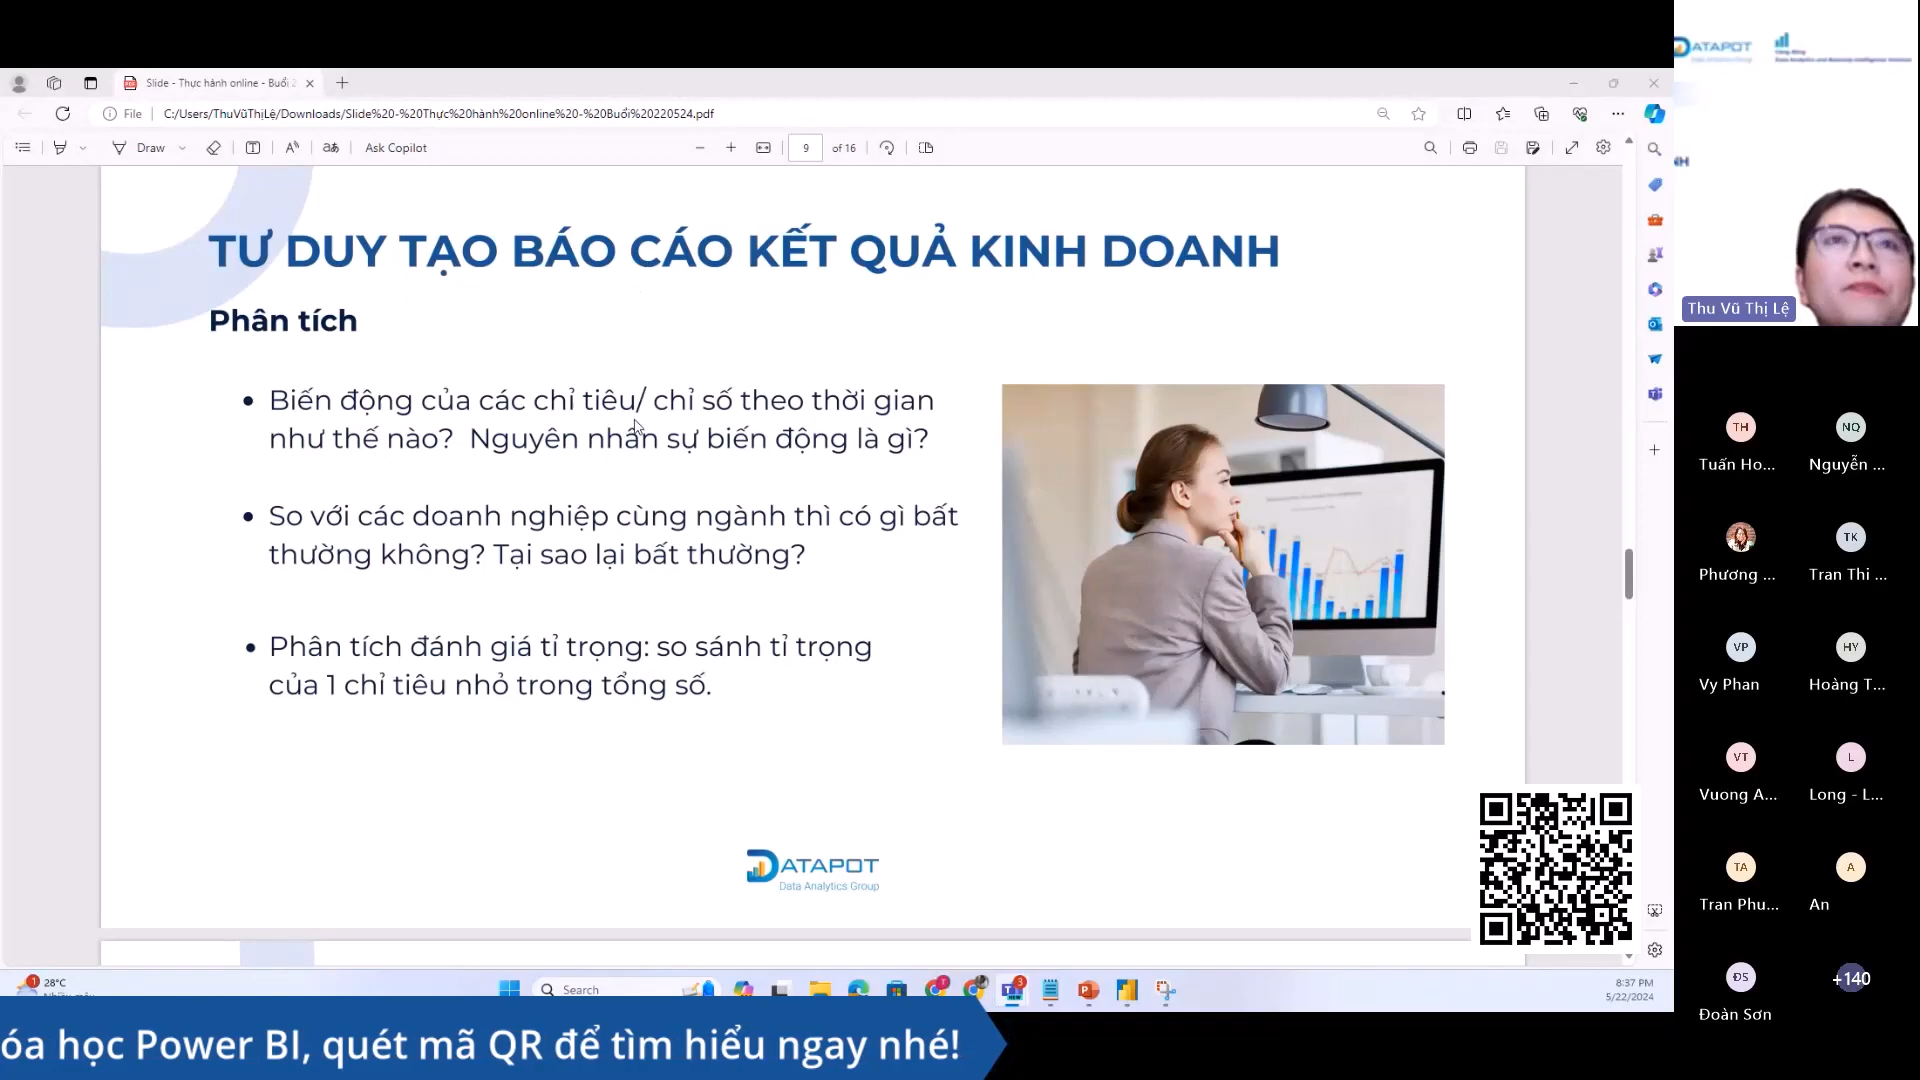 Slide - Thực hành online - Buổi 2
File
C:/Users/ThuVũThịLệ/Downloads/Slide%20-%20Thực%20hành%20online%20-%20Buổi%20220524.pdf
Draw
Ask Copilot
9
of 16
TƯ DUY TẠO BÁO CÁO KẾT QUẢ KINH DOANH
Phân tích
• Biến động của các chỉ tiêu/ chỉ số theo thời gian
như thế nào? Nguyên nhân sự biến động là gì?
• So với các doanh nghiệp cùng ngành thì có gì bất
thường không? Tại sao lại bất thường?
• Phân tích đánh giá tỉ trọng: so sánh tỉ trọng
của 1 chỉ tiêu nhỏ trong tổng số.
DATAPOT
Data Analytics Group
28°C
Search
8:37 PM
5/22/2024
óa học Power BI, quét mã QR để tìm hiểu ngay nhé!
DATAPOT
Thu Vũ Thị Lệ
TH
NQ
Tuấn Ho...
Nguyễn ...
TK
Phương ...
Tran Thi ...
VP
HY
Vy Phan
Hoàng T...
VT
L
Vuong A...
Long - L...
TA
A
Tran Phu...
An
ĐS
+140
Đoàn Sơn